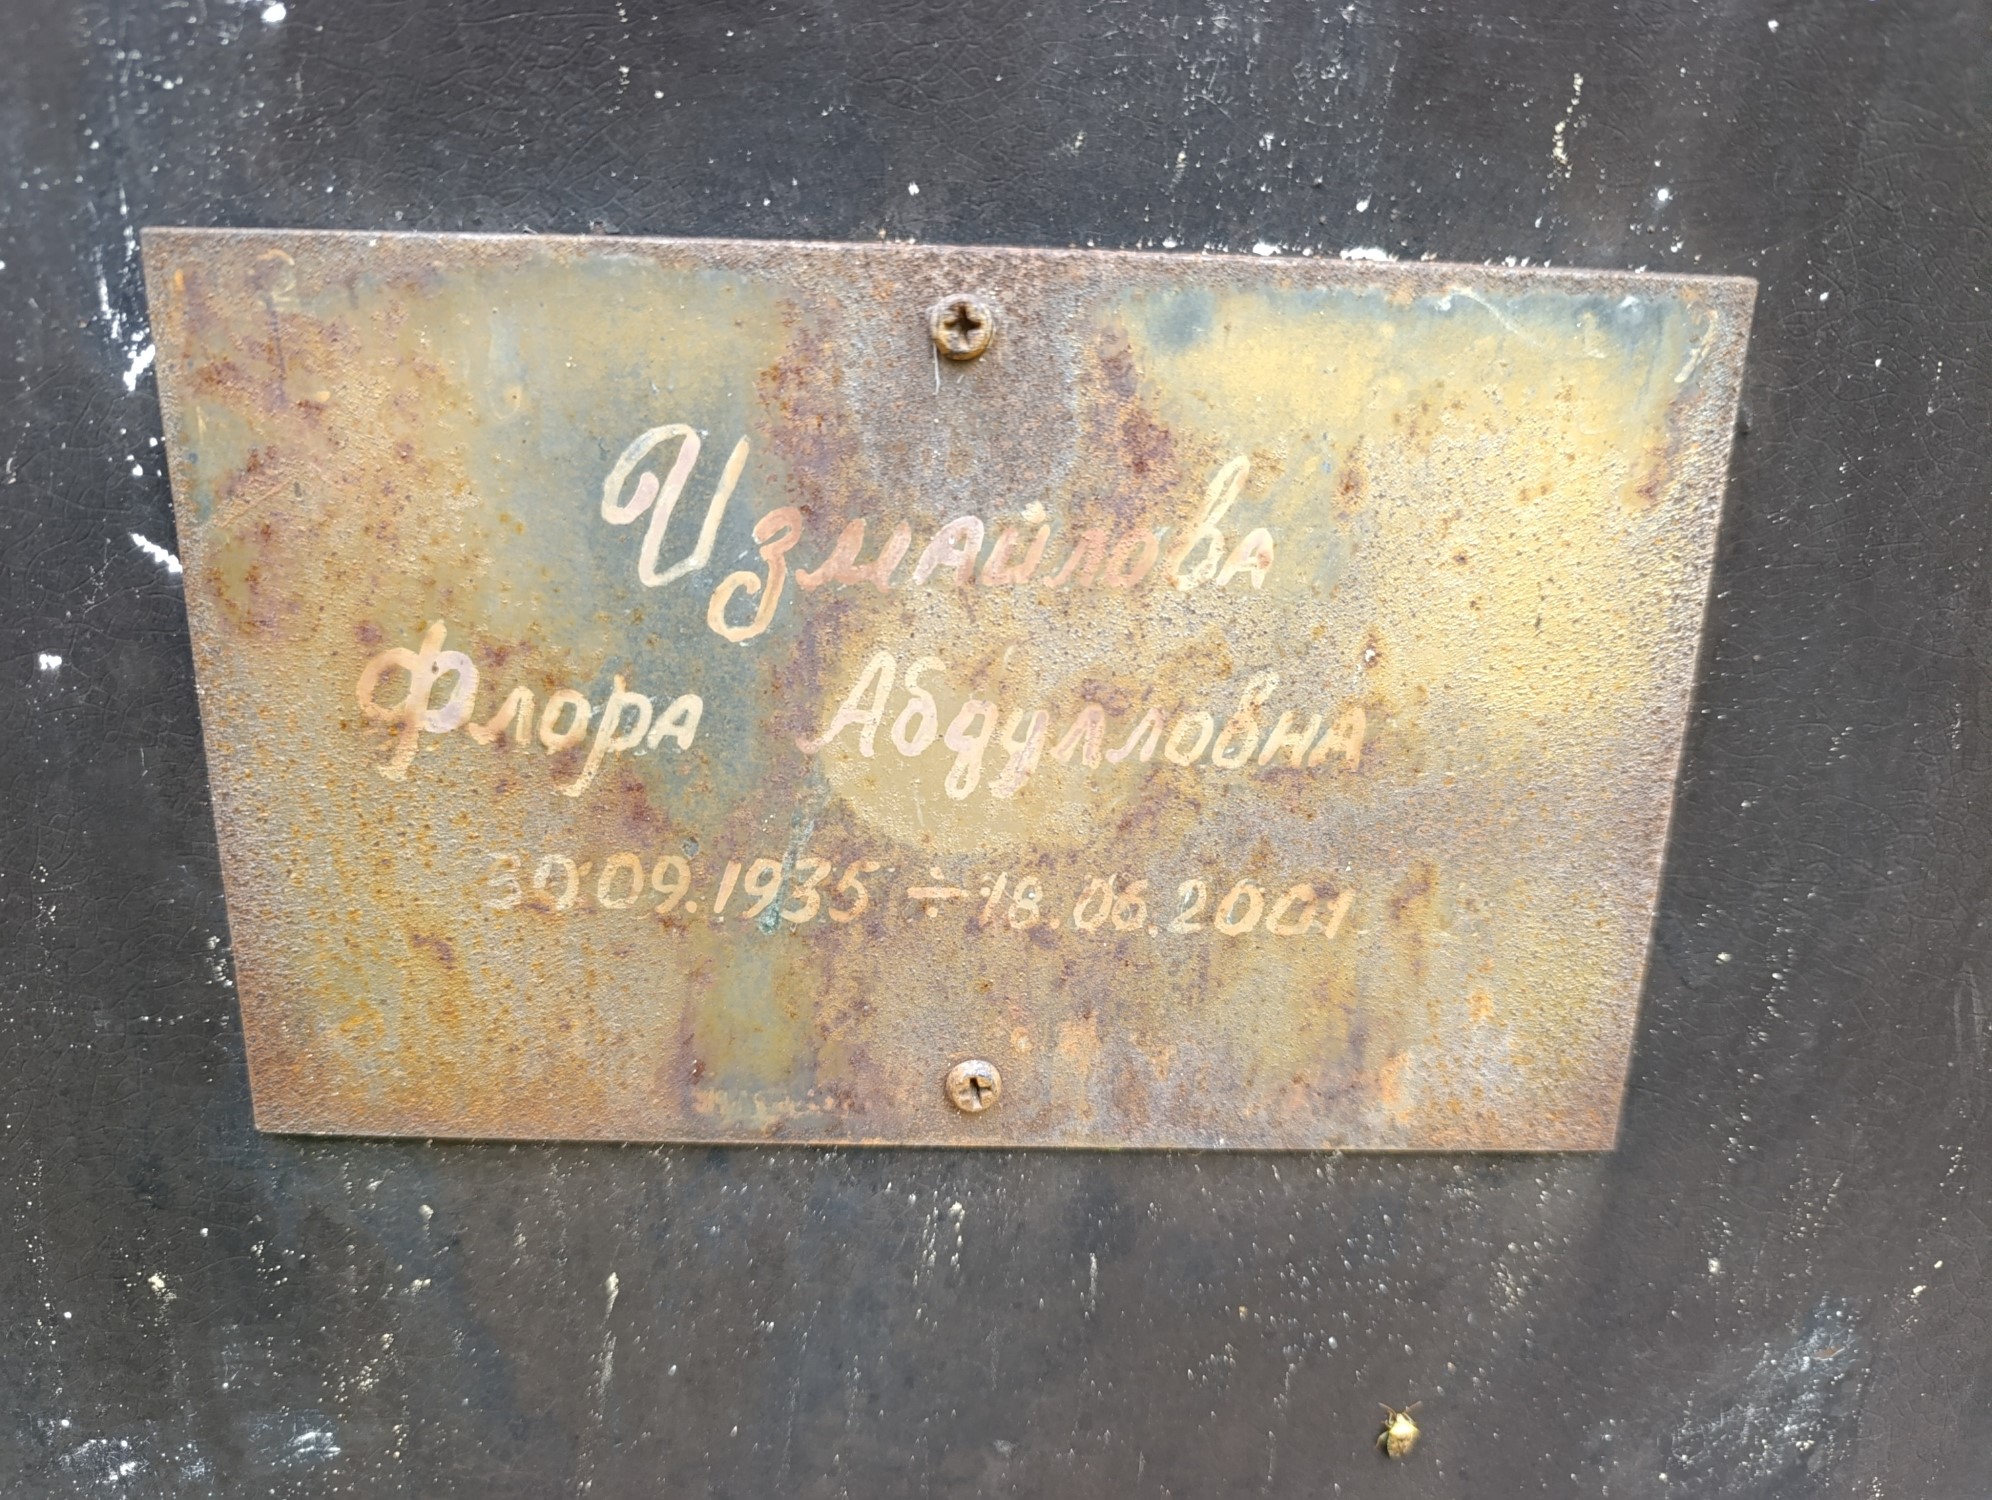 Измайлова
Флора Абдулловна
30.09.1935 ÷ 18.06.2001